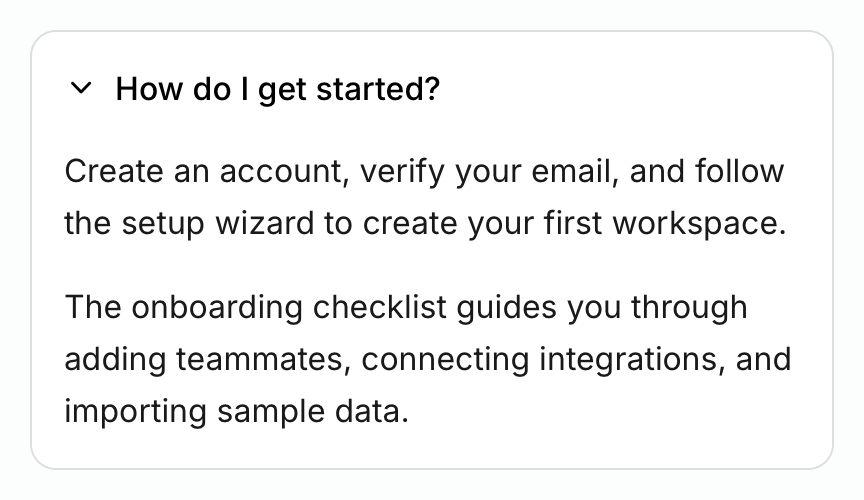 How do I get started?
Create an account, verify your email, and follow
the setup wizard to create your first workspace.
The onboarding checklist guides you through
adding teammates, connecting integrations, and
importing sample data.